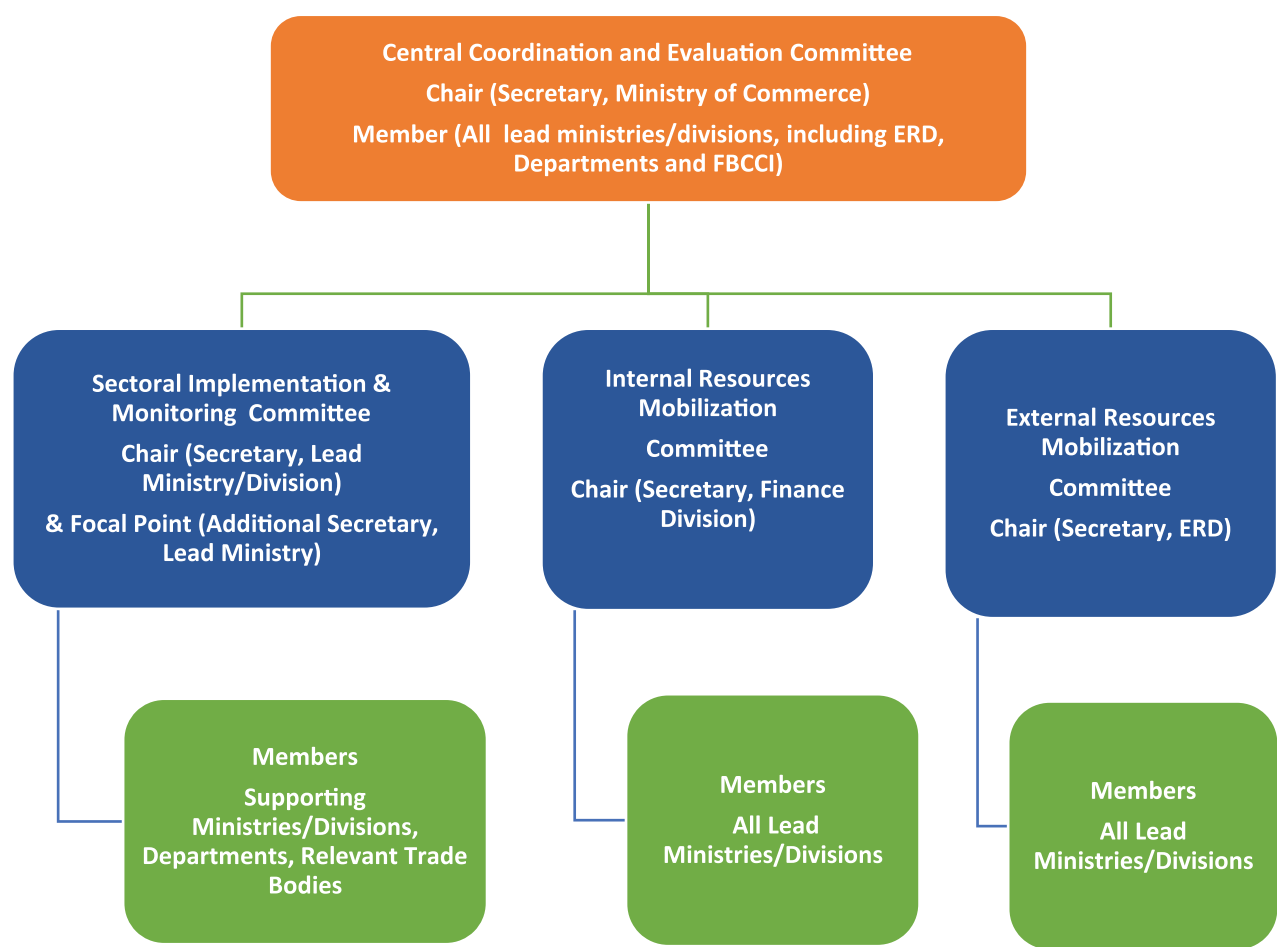 Central Coordination and Evaluation Committee
Chair (Secretary, Ministry of Commerce)
Member (All lead ministries/divisions, including ERD,
Departments and FBCCI)
Sectoral Implementation &
Monitoring Committee
Chair (Secretary, Lead
Ministry/Division)
& Focal Point (Additional Secretary,
Lead Ministry)
Internal Resources
Mobilization
Committee
Chair (Secretary, Finance
Division)
External Resources
Mobilization
Committee
Chair (Secretary, ERD)
Members
Supporting
Ministries/Divisions,
Departments, Relevant Trade
Bodies
Members
All Lead
Ministries/Divisions
Members
All Lead
Ministries/Divisions